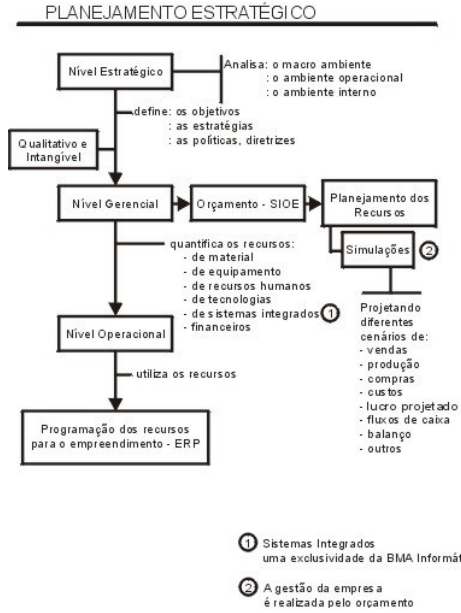 PLANEJAMENTO ESTRATÉGICO
Nível Estratégico
Analisa: o macro ambiente
: o ambiente operacional
: o ambiente interno
define: os objetivos
: as estratégias
: as políticas, diretrizes
Qualitativo e
Intangível
Nível Gerencial
Orçamento - SIOE
Planejamento dos
Recursos
Simulações
2
quantífica os recursos:
- de material
- de equipamento
- de recursos humanos
- de tecnologias
- de sistemas integrados
1
- financeiros
Projetando
diferentes
cenários de:
- vendas
- produção
- compras
- custos
- lucro projetado
- fluxos de caixa
- balanço
- outros
Nível Operacional
utiliza os recursos
Programação dos recursos
para o empreendimento - ERP
1 Sistemas Integrados
uma exclusividade da BMA Informát
2 A gestão da empresa
é realizada pelo orçamento